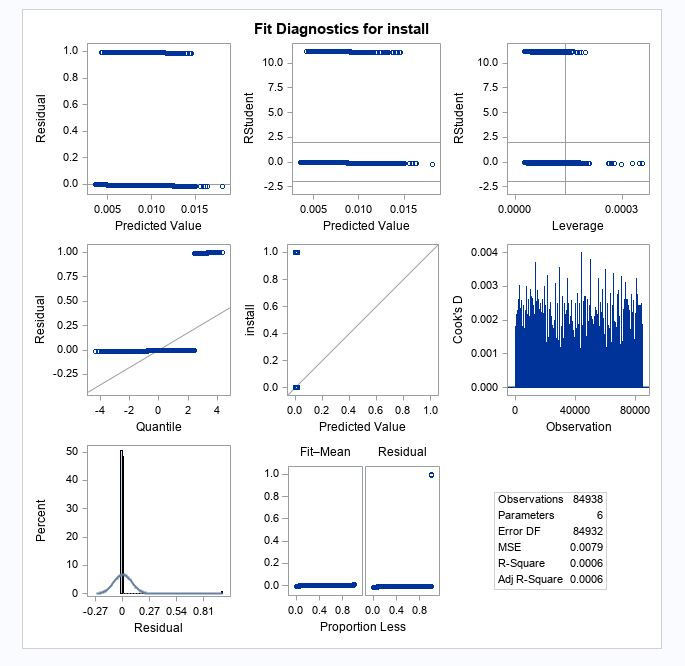 Fit Diagnostics for install
1.0
0.8
0.6
0.4
0.2
0.0
Residual
0.005 0.010 0.015
Predicted Value
10.0
7.5
5.0
2.5
0.0
-2.5
RStudent
0.005 0.010 0.015
Predicted Value
10.0
7.5
5.0
2.5
0.0
-2.5
RStudent
0.0000 0.0003
Leverage
1.00
0.75
0.50
0.25
0.00
-0.25
Residual
-4 -2 0 2 4
Quantile
1.0
0.8
0.6
0.4
0.2
0.0
install
0.0 0.2 0.4 0.6 0.8 1.0
Predicted Value
0.004
0.003
0.002
0.001
0.000
Cook's D
0 40000 80000
Observation
50
40
30
20
10
0
Percent
-0.27 0 0.27 0.54 0.81
Residual
Fit–Mean Residual
1.0
0.8
0.6
0.4
0.2
0.0
0.0 0.4 0.8 0.0 0.4 0.8
Proportion Less
Observations 84938
Parameters 6
Error DF 84932
MSE 0.0079
R-Square 0.0006
Adj R-Square 0.0006